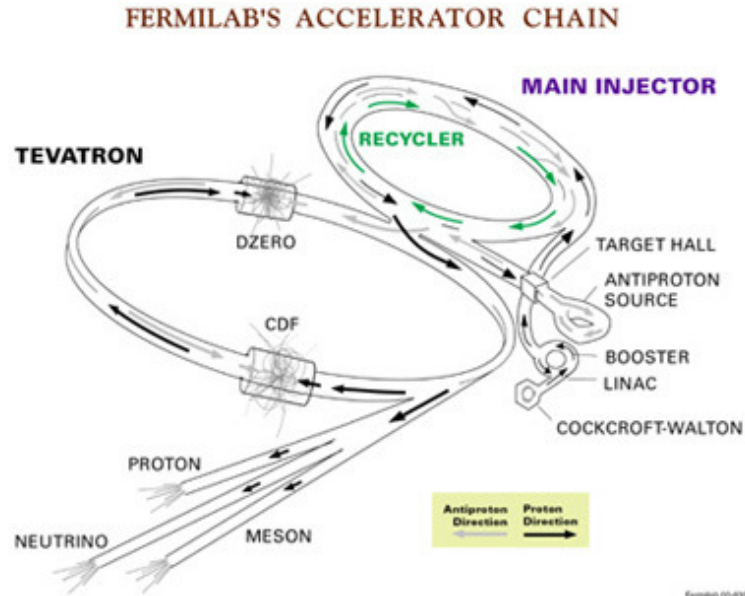 FERMILAB'S ACCELERATOR CHAIN
MAIN INJECTOR
RECYCLER
TEVATRON
DZERO
TARGET HALL
ANTIPROTON
SOURCE
CDF
BOOSTER
LINAC
COCKCROFT-WALTON
PROTON
NEUTRINO
MESON
Antiproton Proton
Direction Direction